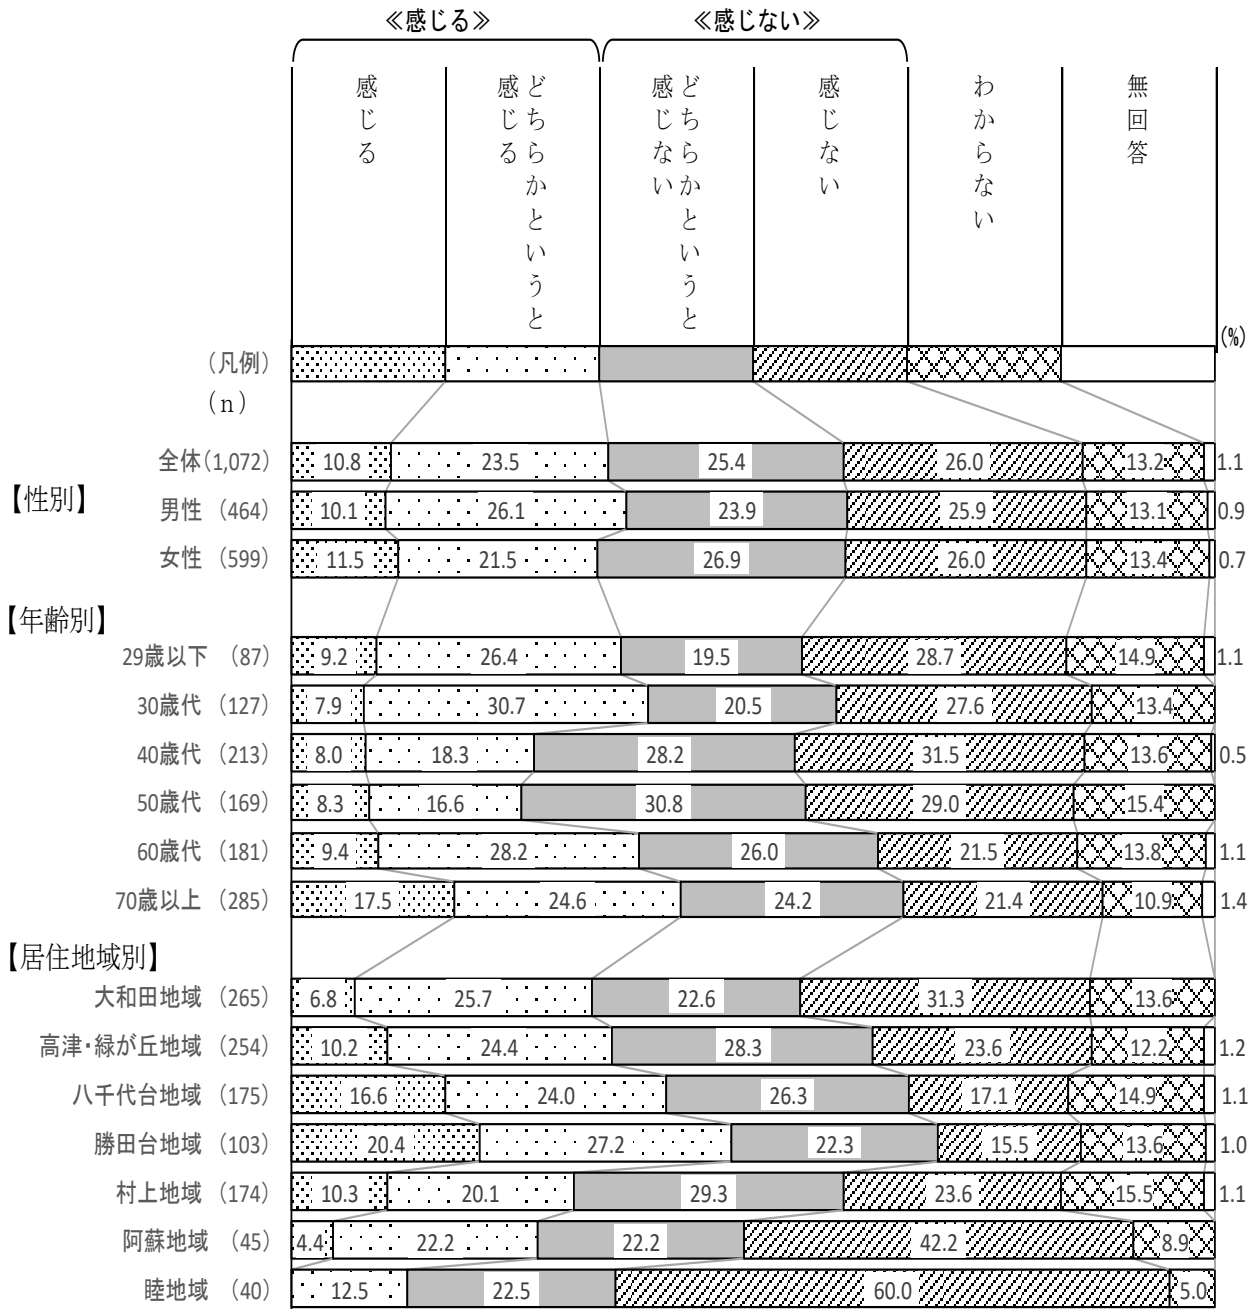 ≪感じる≫ ≪感じない≫
感じる
どちらかというと
感じる
どちらかというと
感じない
感じない
わからない
無回答
(%)
(凡例)
(n)
全体(1,072) 10.8 23.5 25.4 26.0 13.2 1.1
【性別】
男性 (464) 10.1 26.1 23.9 25.9 13.1 0.9
女性 (599) 11.5 21.5 26.9 26.0 13.4 0.7
【年齢別】
29歳以下 (87) 9.2 26.4 19.5 28.7 14.9 1.1
30歳代 (127) 7.9 30.7 20.5 27.6 13.4
40歳代 (213) 8.0 18.3 28.2 31.5 13.6 0.5
50歳代 (169) 8.3 16.6 30.8 29.0 15.4
60歳代 (181) 9.4 28.2 26.0 21.5 13.8 1.1
70歳以上 (285) 17.5 24.6 24.2 21.4 10.9 1.4
【居住地域別】
大和田地域 (265) 6.8 25.7 22.6 31.3 13.6
高津・緑が丘地域 (254) 10.2 24.4 28.3 23.6 12.2 1.2
八千代台地域 (175) 16.6 24.0 26.3 17.1 14.9 1.1
勝田台地域 (103) 20.4 27.2 22.3 15.5 13.6 1.0
村上地域 (174) 10.3 20.1 29.3 23.6 15.5 1.1
阿蘇地域 (45) 4.4 22.2 22.2 42.2 8.9
睦地域 (40) 12.5 22.5 60.0 5.0